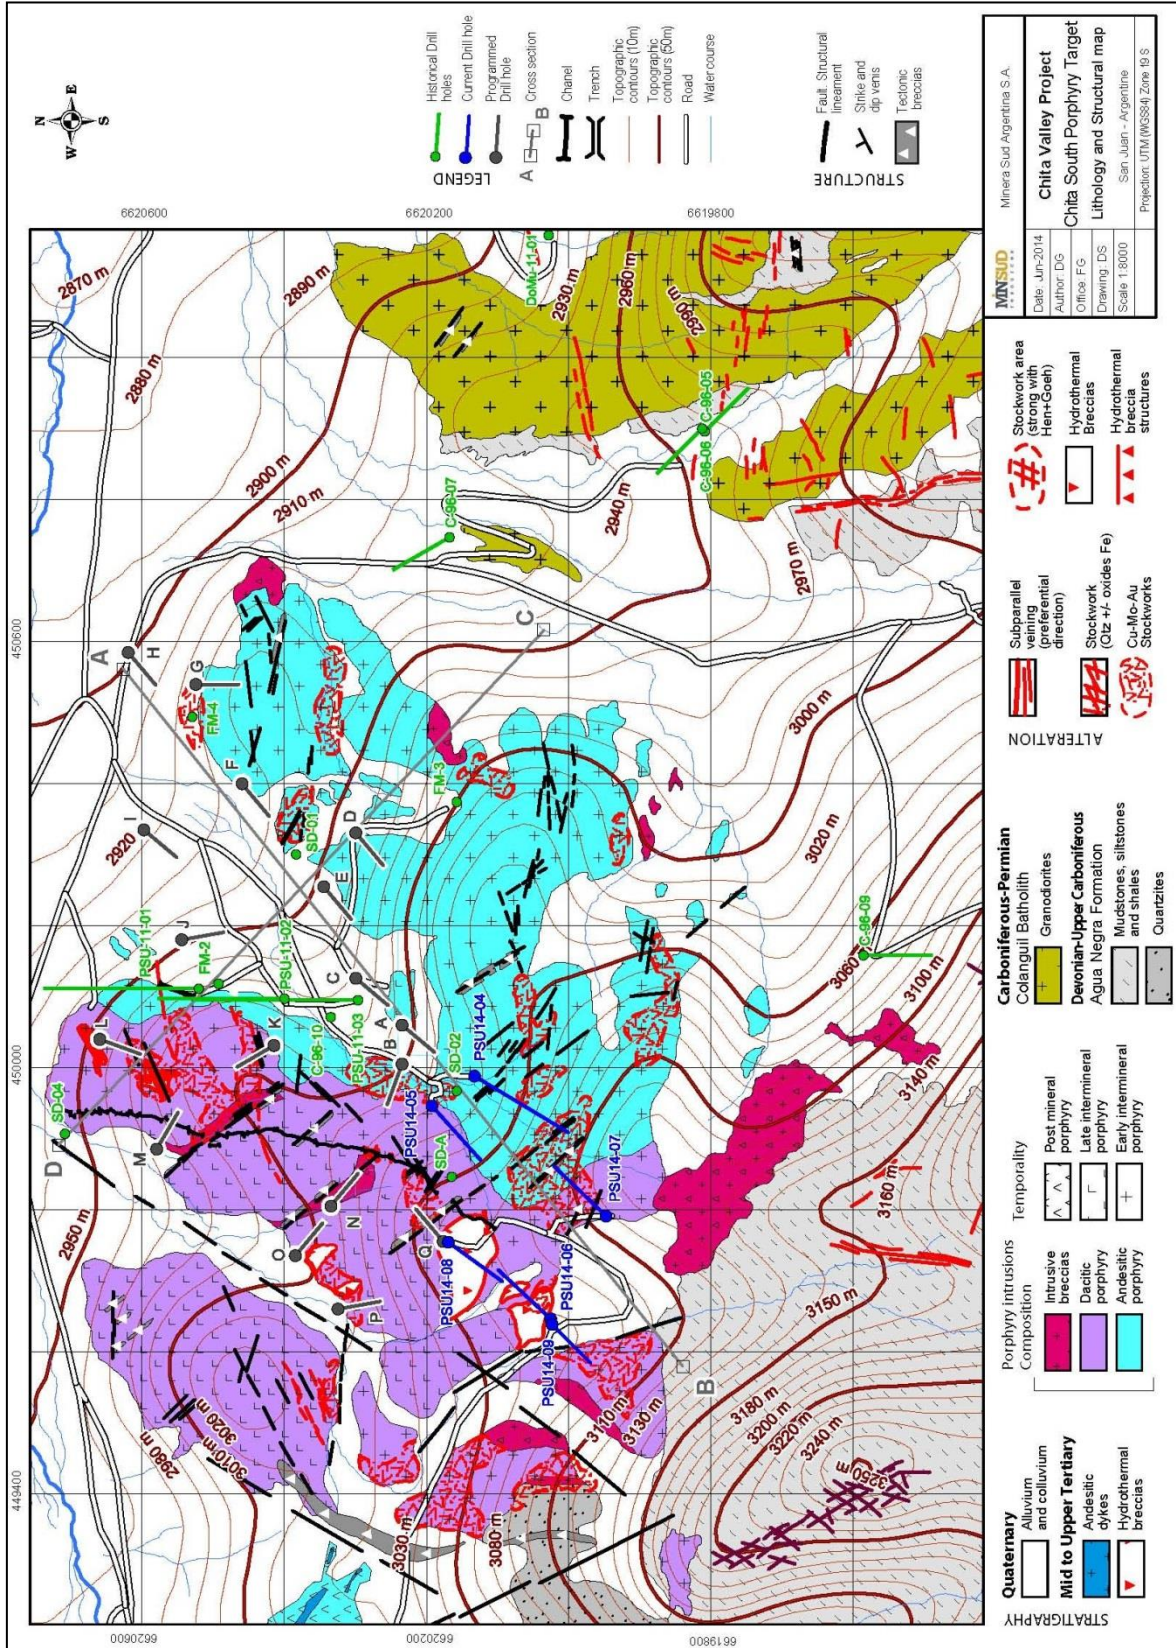 N
W E
S
LEGEND
Historical Drill
holes
Current Drill hole
Programmed
Drill hole
A B
Cross section
Chanel
Trench
Topographic
contours (10m)
Topographic
contours (50m)
Road
Water course
STRUCTURE
Fault. Structural
lineament
Strike and
dip venis
Tectonic
breccias
6620600
6620200
6619800
449400
450000
450600
6620600
6620200
6619800
2870 m
2880 m
2890 m
2900 m
2910 m
2920
2930 m
2940 m
2950 m
2960 m
2970 m
2980 m
2990 m
3000 m
3010 m
3020 m
3020 m
3030 m
3060 m
3080 m
3100 m
3110 m
3130 m
3140 m
3150 m
3160 m
3180 m
3200 m
3220 m
3240 m
3250 m
DoMu-11-01
C-96-05
C-96-06
C-96-07
C-96-09
C-96-10
FM-2
FM-3
FM-4
SD-01
SD-02
SD-04
SD-A
PSU-11-01
PSU-11-02
PSU-11-03
PSU14-04
PSU14-05
PSU14-06
PSU14-07
PSU14-08
PSU14-09
A
B
C
D
A
B
C
D
E
F
G
H
I
J
K
L
M
N
O
P
Q
STRATIGRAPHY
Quaternary
Alluvium
and colluvium
Mid to Upper Tertiary
Andesitic
dykes
Hydrothermal
breccias
Porphyry intrusions
Composition
Intrusive
breccias
Dacitic
porphyry
Andesitic
porphyry
Temporality
Post mineral
porphyry
Late intermineral
porphyry
Early intermineral
porphyry
Carboniferous-Permian
Colanguil Batholith
Granodiorites
Devonian-Upper Carboniferous
Agua Negra Formation
Mudstones, siltstones
and shales
Quartzites
ALTERATION
Subparallel
veining
(preferential
direction)
Stockwork
(Qtz +/- oxides Fe)
Cu-Mo-Au
Stockworks
Stockwork area
(strong with
Hen+Goeh)
Hydrothermal
Breccias
Hydrothermal
breccia
structures
MINSUD
Minera Sud Argentina S.A.
Date: Jun-2014
Author: DG
Office: FG
Drawing: DS
Scale 1:8000
Chita Valley Project
Chita South Porphyry Target
Lithology and Structural map
San Juan - Argentine
Projection: UTM (WGS84) Zone 19 S